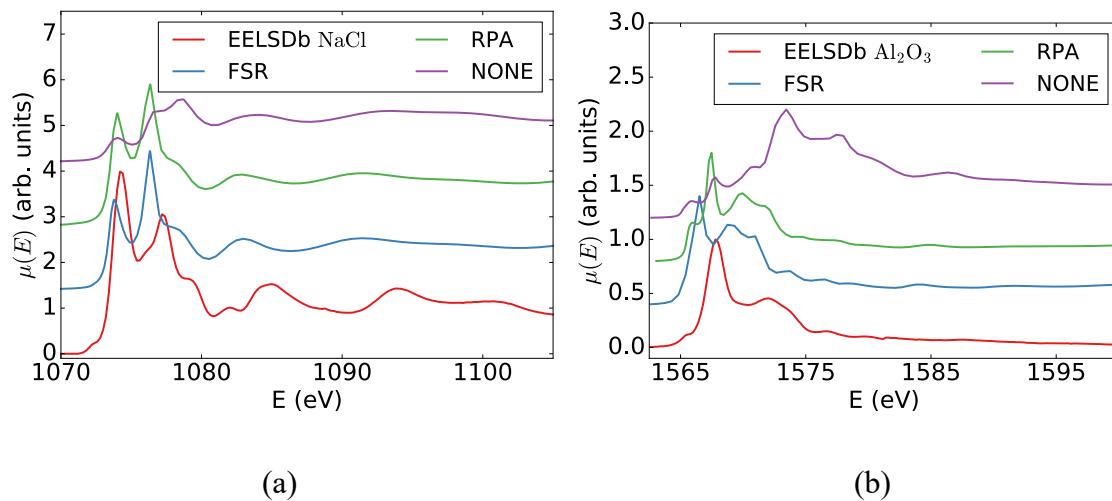 7
6
5
4
3
2
1
0
μ(E) (arb. units)
EELSDb NaCl
FSR
RPA
NONE
1070
1080
1090
1100
E (eV)
(a)
3.0
2.5
2.0
1.5
1.0
0.5
0.0
μ(E) (arb. units)
EELSDb Al₂O₃
FSR
RPA
NONE
1565
1575
1585
1595
E (eV)
(b)